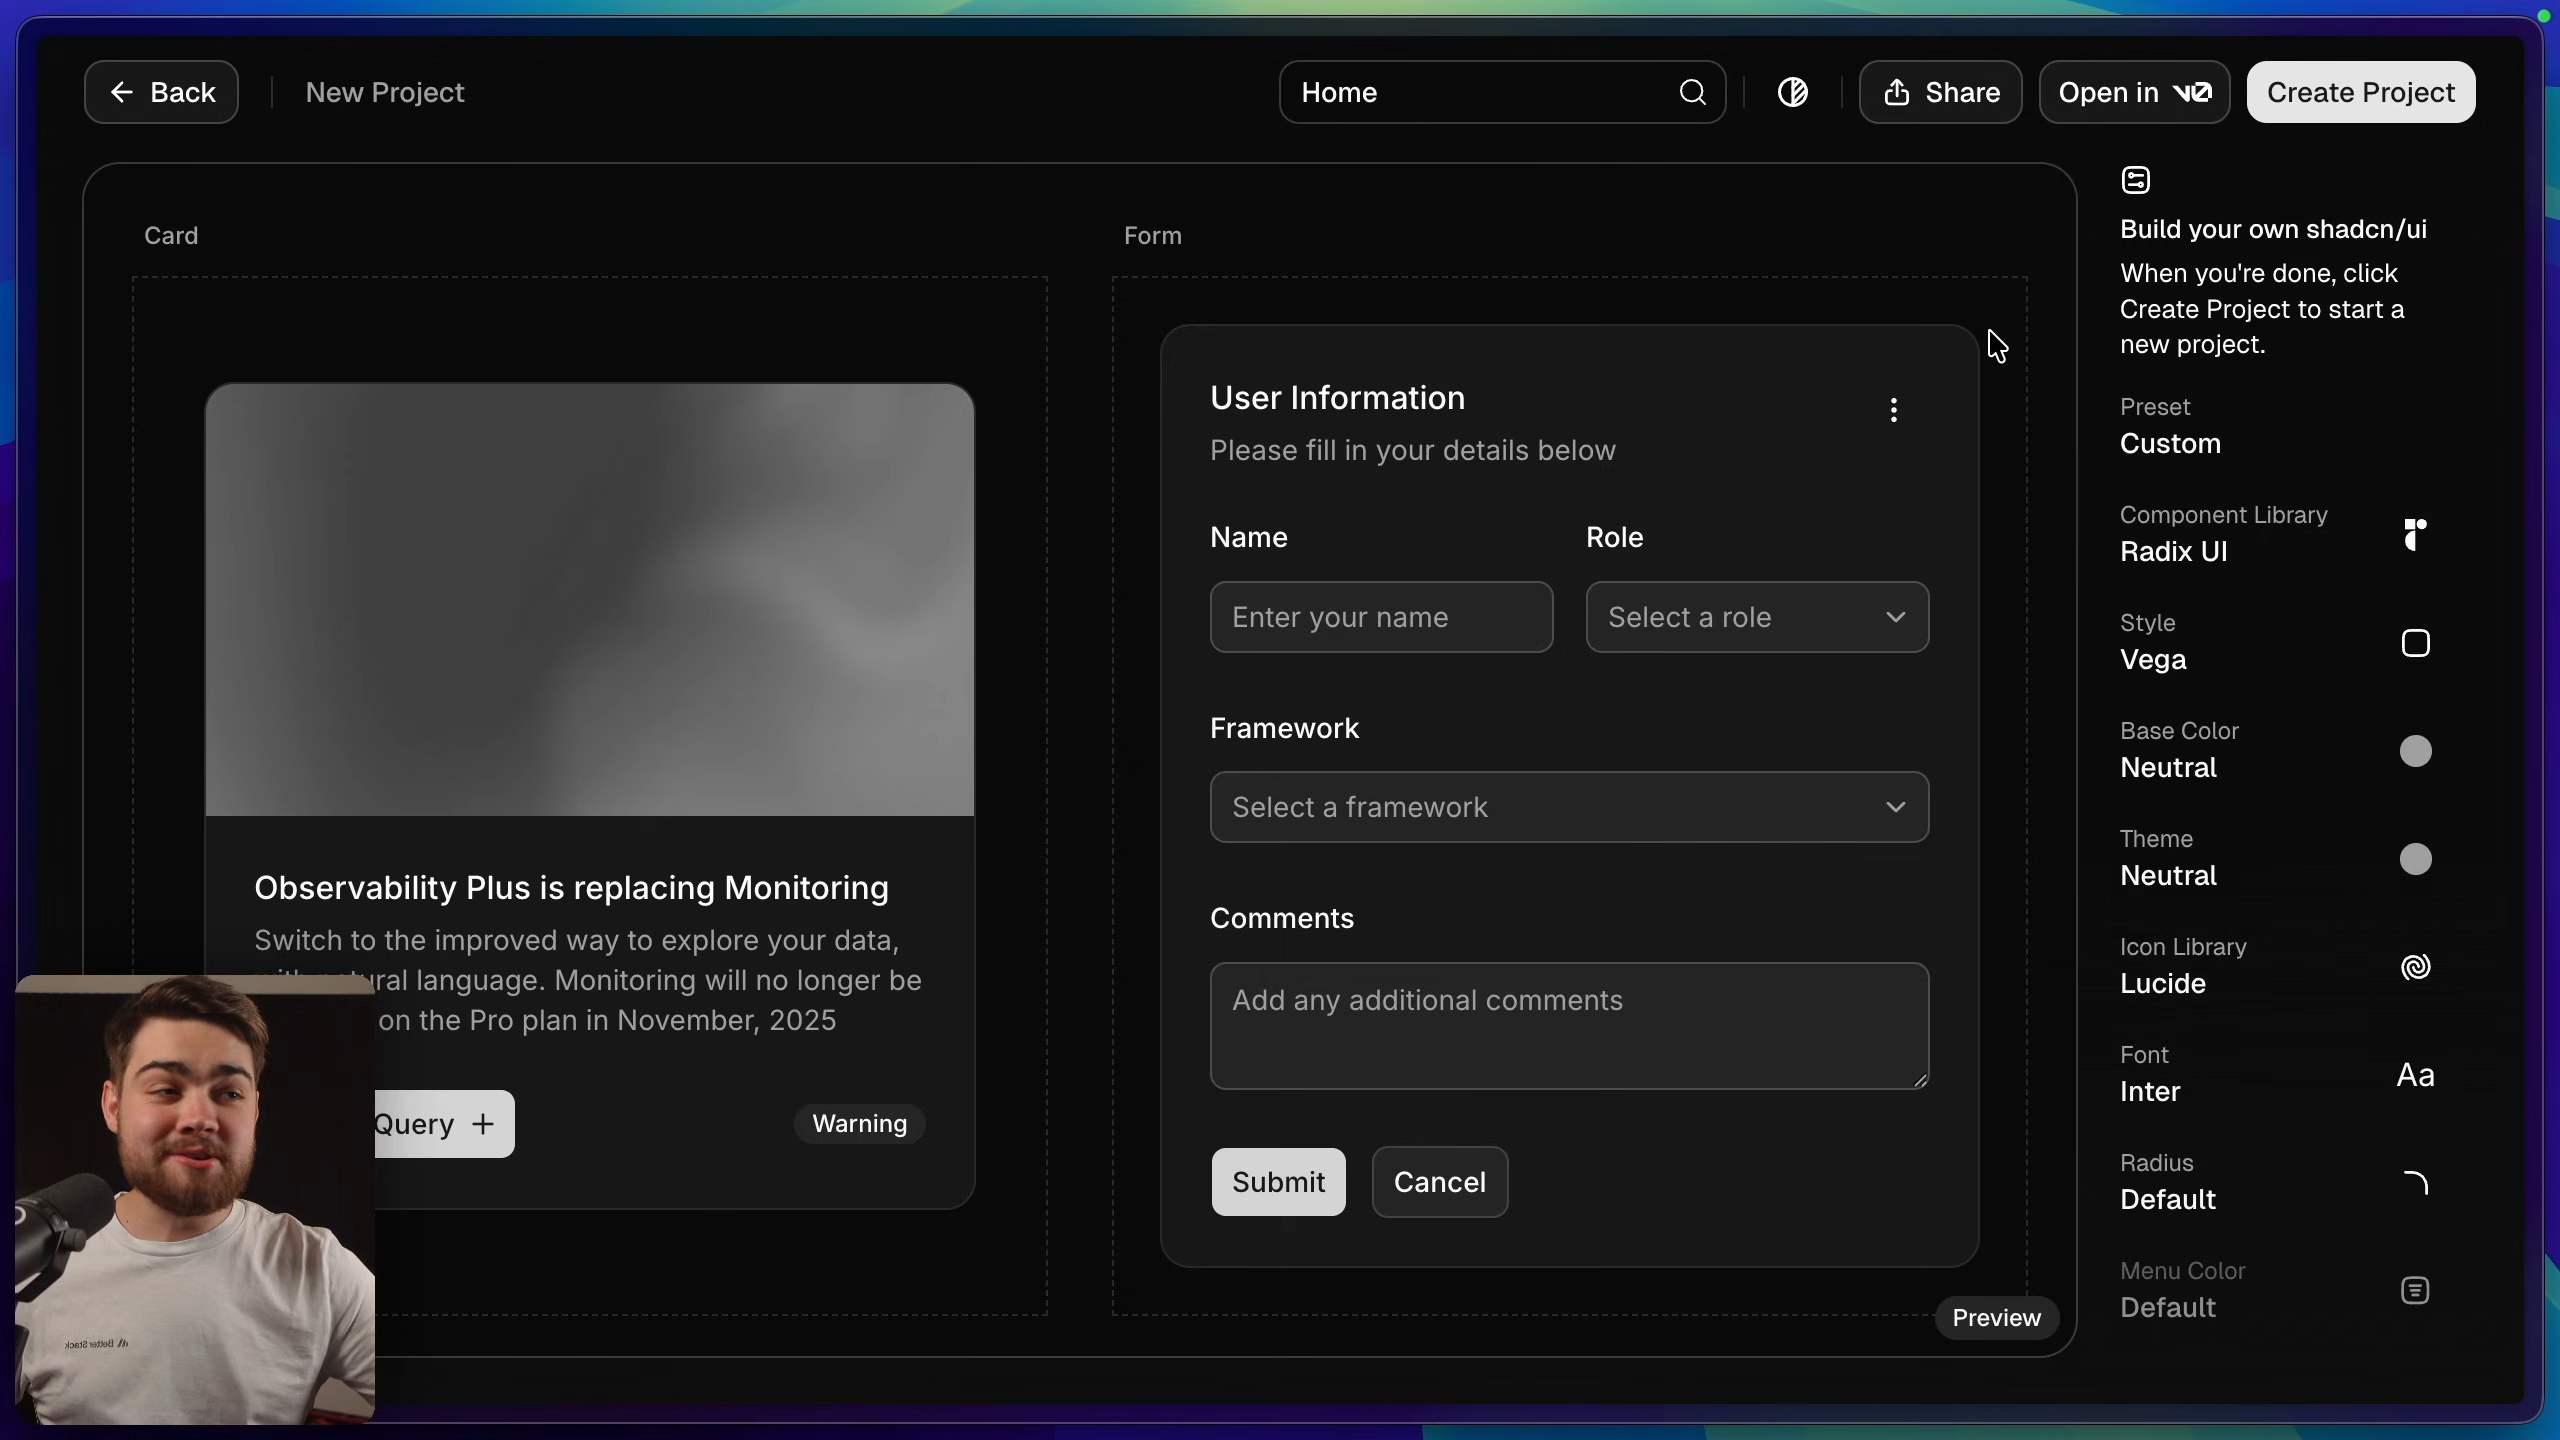 Back
New Project
Home
Share
Open in v0
Create Project
Card
Observability Plus is replacing Monitoring
Switch to the improved way to explore your data,
ral language. Monitoring will no longer be
on the Pro plan in November, 2025
Query
Warning
Form
User Information
Please fill in your details below
Name
Role
Enter your name
Select a role
Framework
Select a framework
Comments
Add any additional comments
Submit
Cancel
Preview
Build your own shadcn/ui
When you're done, click
Create Project to start a
new project.
Preset
Custom
Component Library
Radix UI
Style
Vega
Base Color
Neutral
Theme
Neutral
Icon Library
Lucide
Font
Inter
Aa
Radius
Default
Menu Color
Default
Better Stack